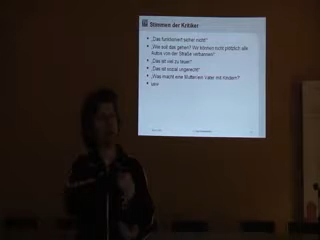 Stimmen der Kritiker
„Das funktioniert sicher nicht!“
„Wie soll das gehen? Wir können nicht plötzlich alle
Autos von der Straße verbannen“
„Das ist viel zu teuer“
„Das ist sozial ungerecht“
„Was macht eine Mutter/ein Vater mit Kindern?“
usw